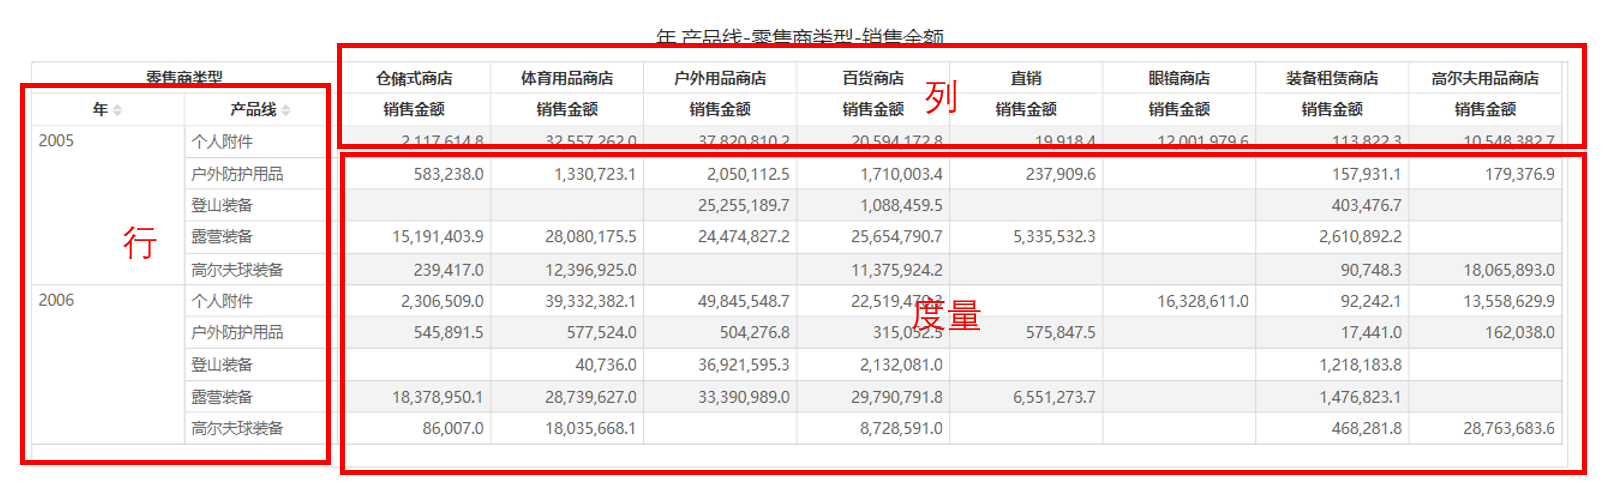 年 产品线-零售商类型-销售金额
零售商类型 仓储式商店 体育用品商店 户外用品商店 百货商店 直销 眼镜商店 装备租赁商店 高尔夫用品商店
年 产品线 销售金额 销售金额 销售金额 销售金额 销售金额 销售金额 销售金额 销售金额
列
2005 个人附件 2,117,614.8 32,557,262.0 37,820,810.2 20,594,172.8 19,918.4 12,001,979.6 113,822.3 10,548,382.7
户外防护用品 583,238.0 1,330,723.1 2,050,112.5 1,710,003.4 237,909.6 157,931.1 179,376.9
登山装备 25,255,189.7 1,088,459.5 403,476.7
行
露营装备 15,191,403.9 28,080,175.5 24,474,827.2 25,654,790.7 5,335,532.3 2,610,892.2
高尔夫球装备 239,417.0 12,396,925.0 11,375,924.2 90,748.3 18,065,893.0
2006 个人附件 2,306,509.0 39,332,382.1 49,845,548.7 22,519,470.3 16,328,611.0 92,242.1 13,558,629.9
度量
户外防护用品 545,891.5 577,524.0 504,276.8 315,052.5 575,847.5 17,441.0 162,038.0
登山装备 40,736.0 36,921,595.3 2,132,081.0 1,218,183.8
露营装备 18,378,950.1 28,739,627.0 33,390,989.0 29,790,791.8 6,551,273.7 1,476,823.1
高尔夫球装备 86,007.0 18,035,668.1 8,728,591.0 468,281.8 28,763,683.6